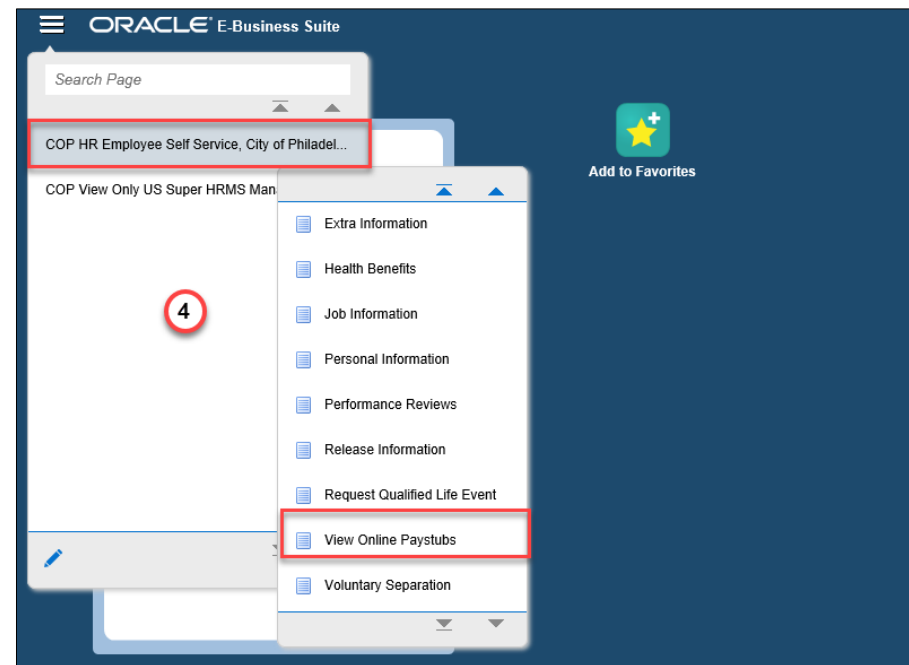 ORACLE E-Business Suite
Search Page
COP HR Employee Self Service, City of Philadel...
Add to Favorites
COP View Only US Super HRMS Man
Extra Information
Health Benefits
4
Job Information
Personal Information
Performance Reviews
Release Information
Request Qualified Life Event
View Online Paystubs
Voluntary Separation